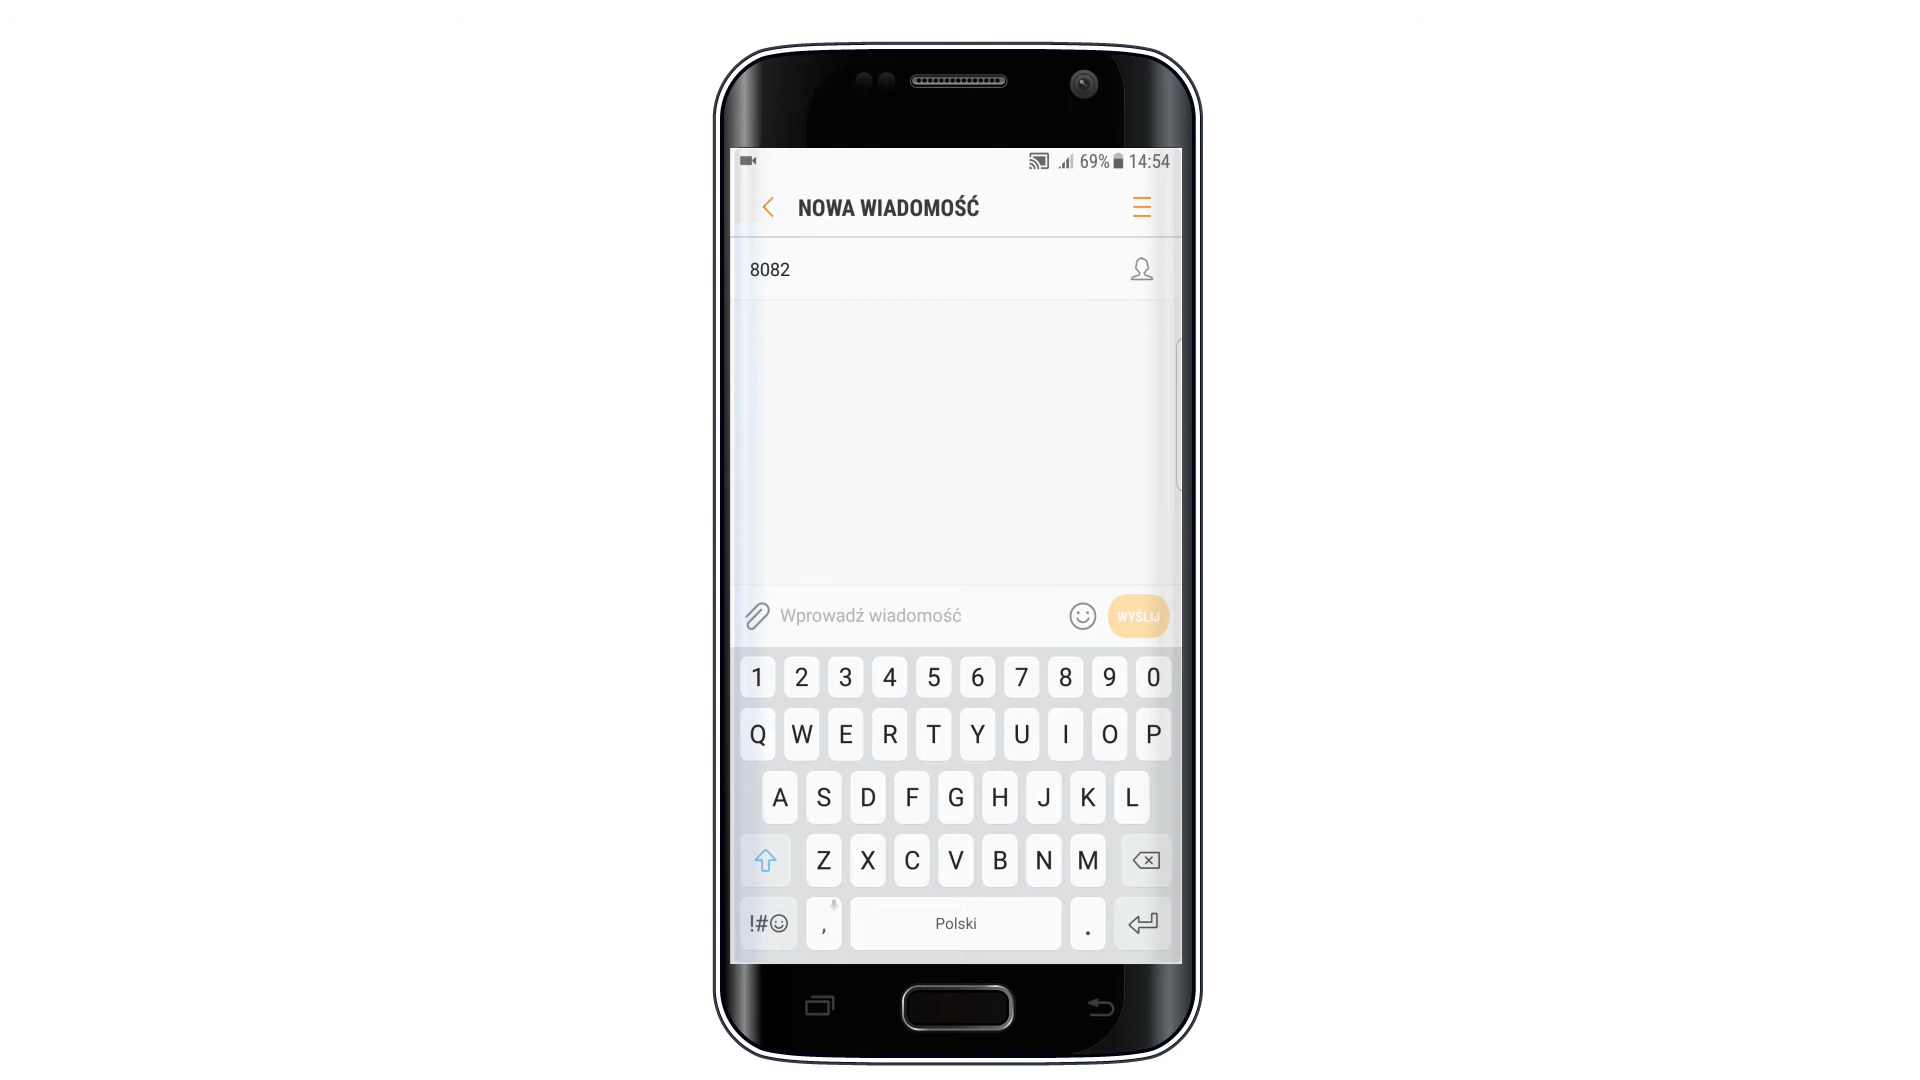 69% 14:54
NOWA WIADOMOŚĆ
8082
Wprowadź wiadomość WYŚLIJ
1 2 3 4 5 6 7 8 9 0
Q W E R T Y U I O P
A S D F G H J K L
Z X C V B N M
!#☺ , Polski .